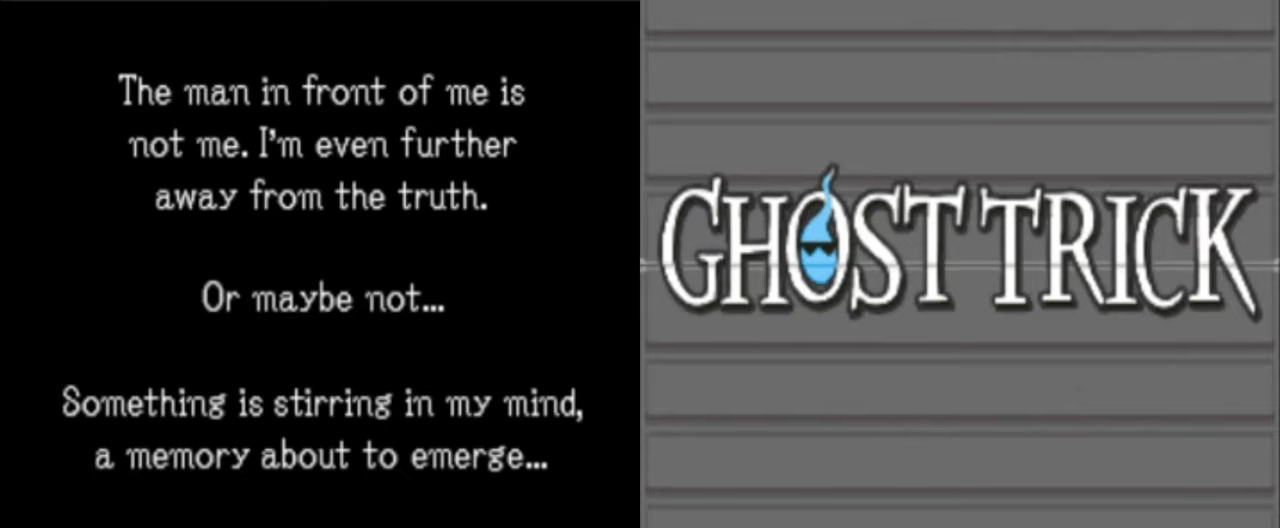 The man in front of me is
not me. I'm even further
away from the truth.
Or maybe not...
Something is stirring in my mind,
a memory about to emerge...
GHOST TRICK